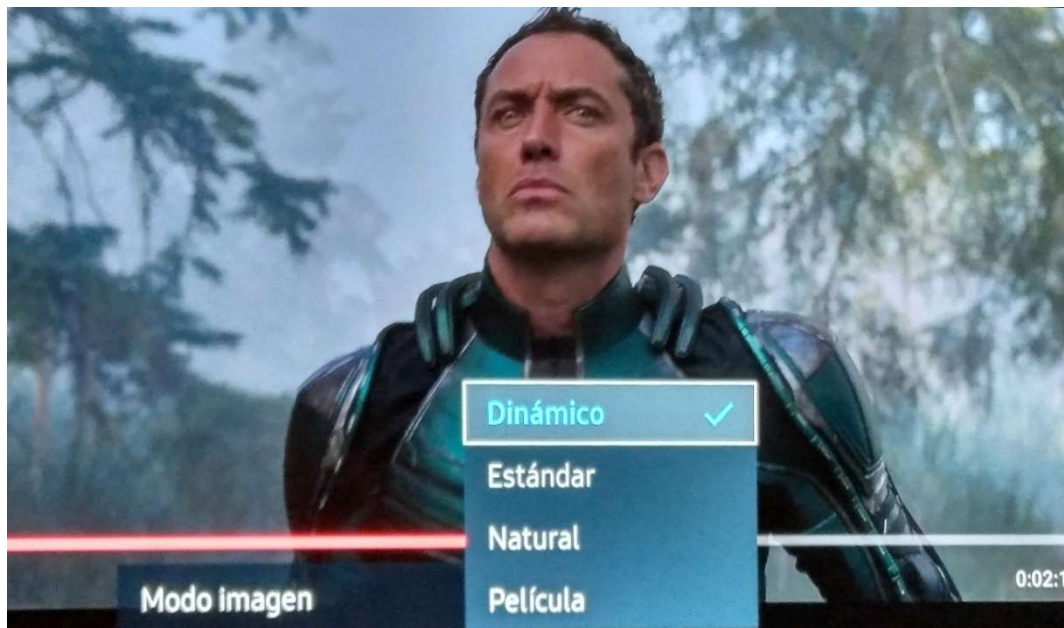 Dinámico
Estándar
Natural
0:02:1
Modo imagen
Película